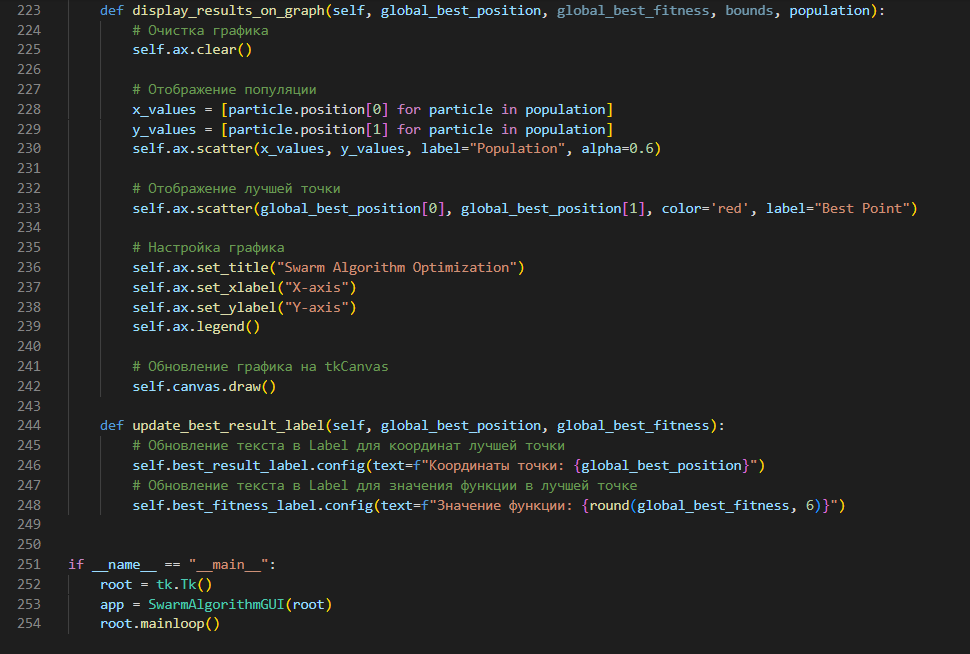 223 def display_results_on_graph(self, global_best_position, global_best_fitness, bounds, population):
224 # Очистка графика
225 self.ax.clear()
226
227 # Отображение популяции
228 x_values = [particle.position[0] for particle in population]
229 y_values = [particle.position[1] for particle in population]
230 self.ax.scatter(x_values, y_values, label="Population", alpha=0.6)
231
232 # Отображение лучшей точки
233 self.ax.scatter(global_best_position[0], global_best_position[1], color='red', label="Best Point")
234
235 # Настройка графика
236 self.ax.set_title("Swarm Algorithm Optimization")
237 self.ax.set_xlabel("X-axis")
238 self.ax.set_ylabel("Y-axis")
239 self.ax.legend()
240
241 # Обновление графика на tkCanvas
242 self.canvas.draw()
243
244 def update_best_result_label(self, global_best_position, global_best_fitness):
245 # Обновление текста в Label для координат лучшей точки
246 self.best_result_label.config(text=f"Координаты точки: {global_best_position}")
247 # Обновление текста в Label для значения функции в лучшей точке
248 self.best_fitness_label.config(text=f"Значение функции: {round(global_best_fitness, 6)}")
249
250
251 if __name__ == "__main__":
252 root = tk.Tk()
253 app = SwarmAlgorithmGUI(root)
254 root.mainloop()